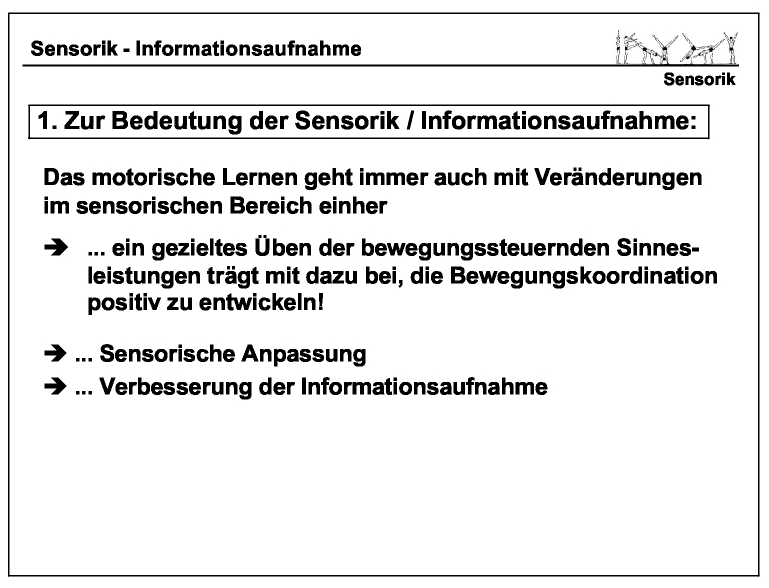 Sensorik - Informationsaufnahme
Sensorik
1. Zur Bedeutung der Sensorik / Informationsaufnahme:
Das motorische Lernen geht immer auch mit Veränderungen
im sensorischen Bereich einher
➔ ... ein gezieltes Üben der bewegungssteuernden Sinnes-
leistungen trägt mit dazu bei, die Bewegungskoordination
positiv zu entwickeln!
➔ ... Sensorische Anpassung
➔ ... Verbesserung der Informationsaufnahme